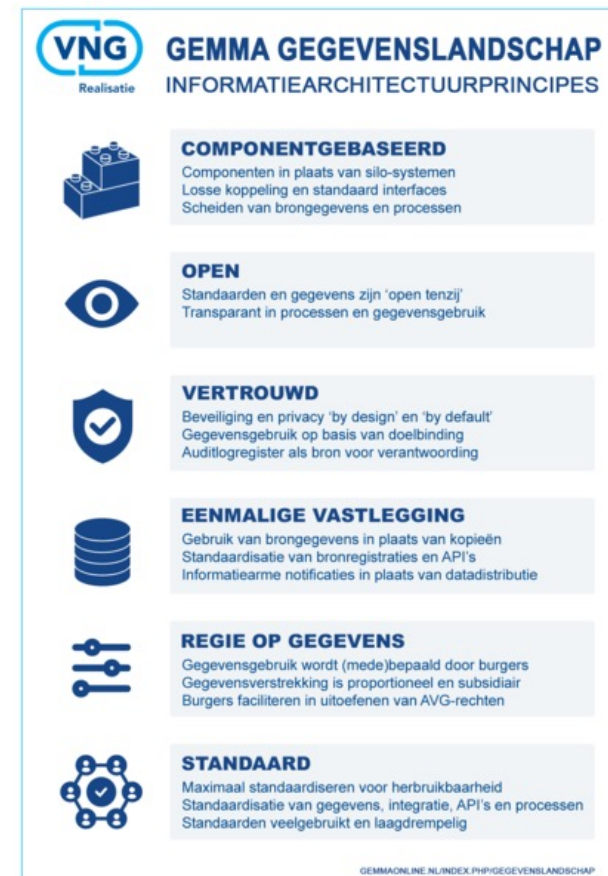 VNG
Realisatie
GEMMA GEGEVENSLANDSCHAP
INFORMATIEARCHITECTUURPRINCIPES
COMPONENTGEBASEERD
Componenten in plaats van silo-systemen
Losse koppeling en standaard interfaces
Scheiden van brongegevens en processen
OPEN
Standaarden en gegevens zijn ‘open tenzij’
Transparant in processen en gegevensgebruik
VERTROUWD
Beveiliging en privacy ‘by design’ en ‘by default’
Gegevensgebruik op basis van doelbinding
Auditlogregister als bron voor verantwoording
EENMALIGE VASTLEGGING
Gebruik van brongegevens in plaats van kopieën
Standaardisatie van bronregistraties en API’s
Informatiearme notificaties in plaats van datadistributie
REGIE OP GEGEVENS
Gegevensgebruik wordt (mede)bepaald door burgers
Gegevensverstrekking is proportioneel en subsidiair
Burgers faciliteren in uitoefenen van AVG-rechten
STANDAARD
Maximaal standaardiseren voor herbruikbaarheid
Standaardisatie van gegevens, integratie, API’s en processen
Standaarden veelgebruikt en laagdrempelig
GEMMAONLINE.NL/INDEX.PHP/GEGEVENSLANDSCHAP